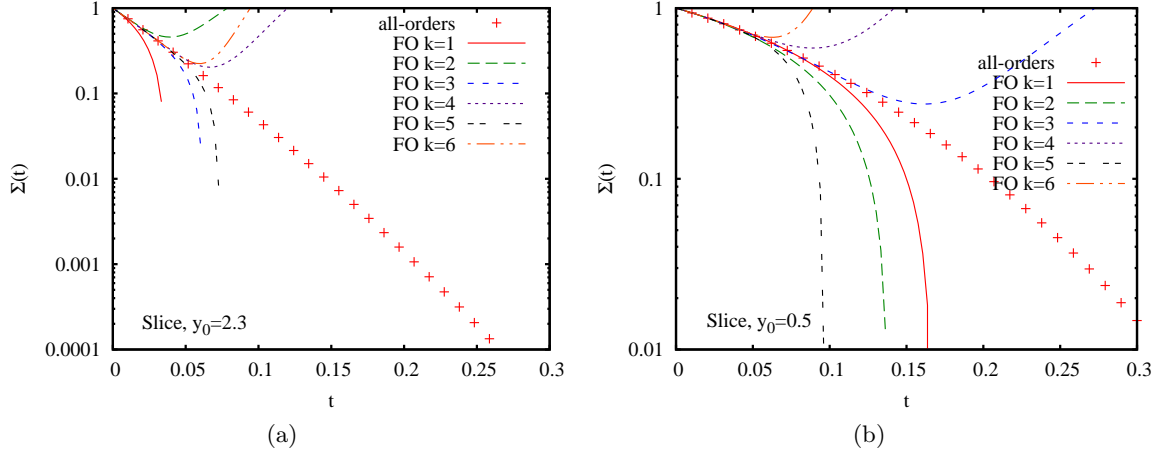 1
0.1
0.01
0.001
0.0001
Σ(t)
0 0.05 0.1 0.15 0.2 0.25 0.3
t
all-orders
FO k=1
FO k=2
FO k=3
FO k=4
FO k=5
FO k=6
Slice, y₀=2.3
(a)
1
0.1
0.01
Σ(t)
0 0.05 0.1 0.15 0.2 0.25 0.3
t
all-orders
FO k=1
FO k=2
FO k=3
FO k=4
FO k=5
FO k=6
Slice, y₀=0.5
(b)